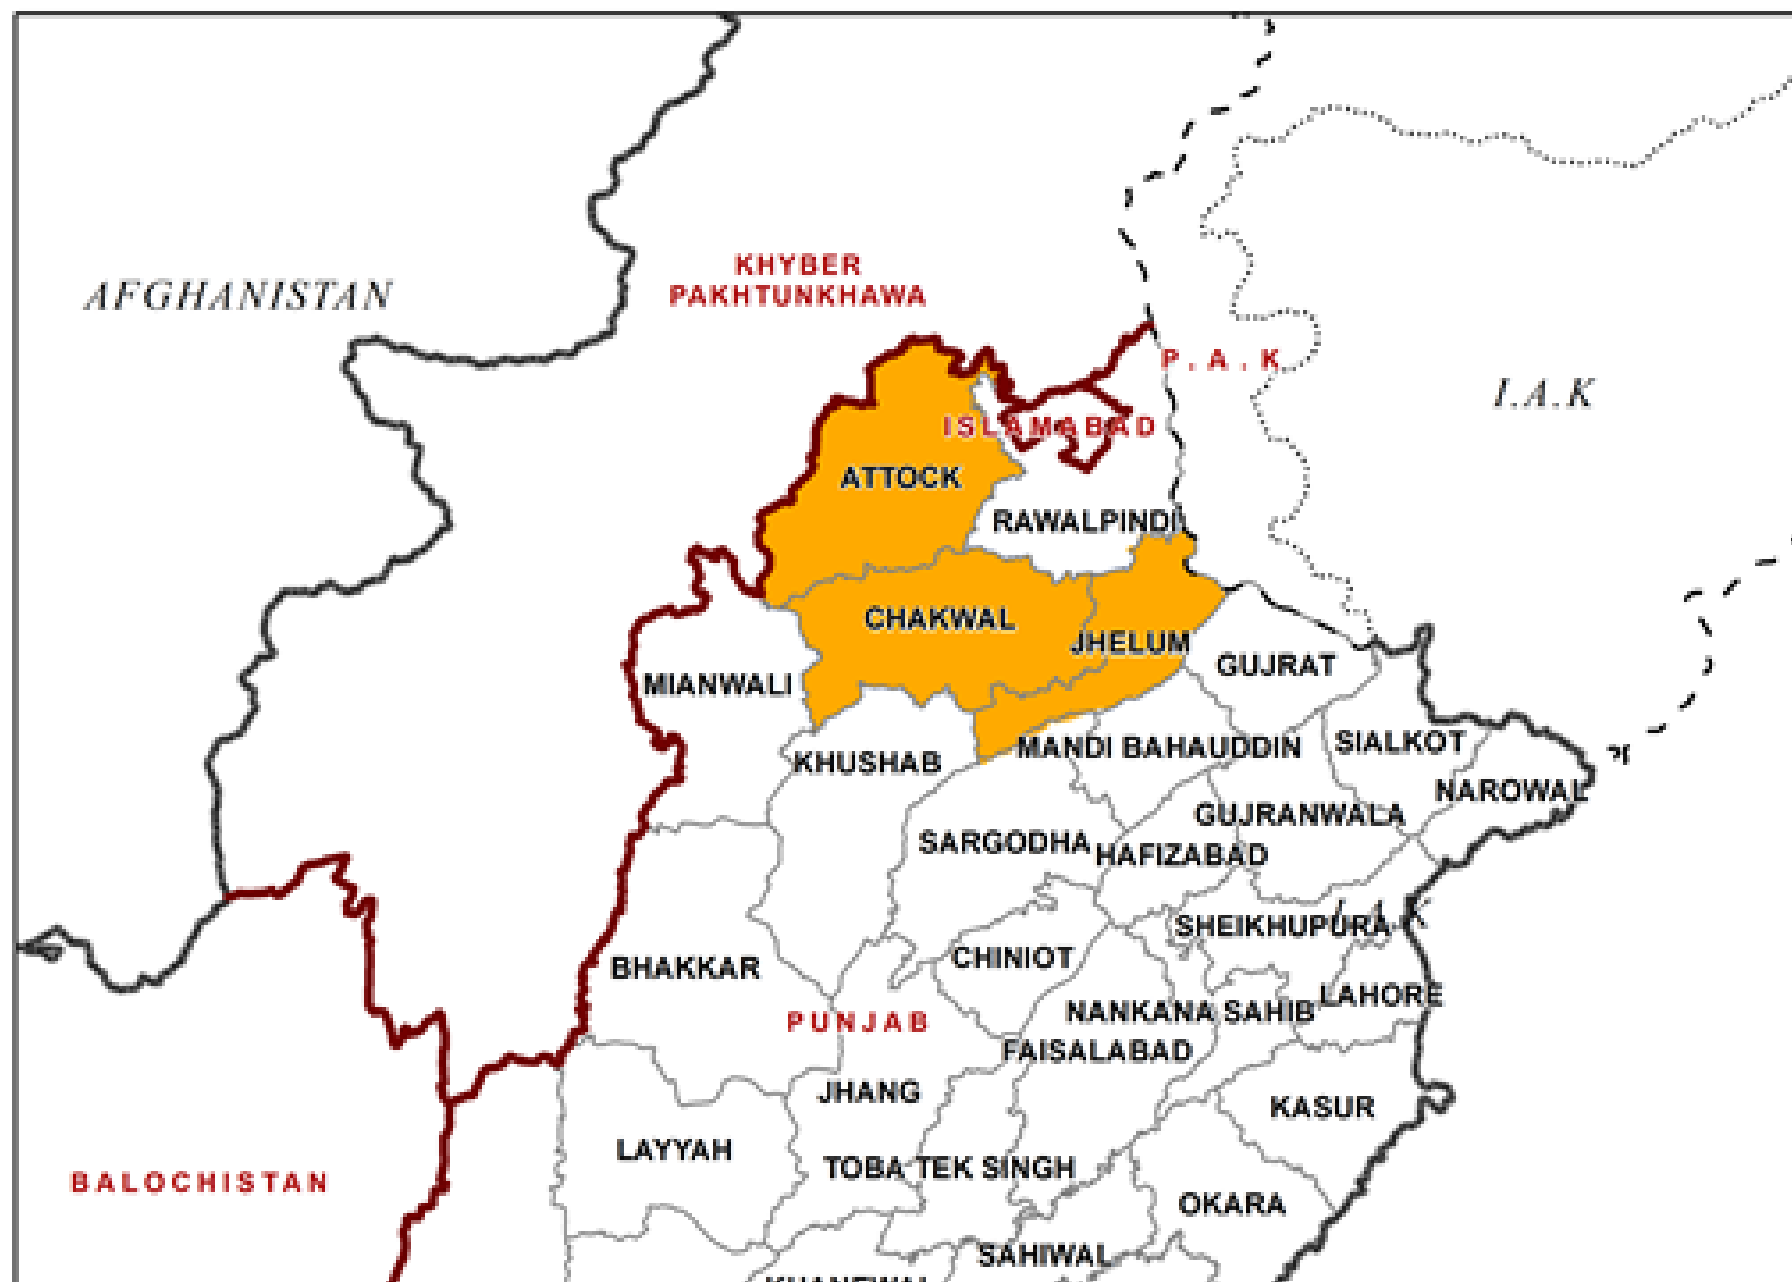 KHYBER
PAKHTUNKHAWA
AFGHANISTAN
P.A.K
I.A.K
ISLAMABAD
ATTOCK
RAWALPINDI
CHAKWAL
JHELUM
GUJRAT
MIANWALI
SIALKOT
MANDI BAHAUDDIN
KHUSHAB
NAROWAL
GUJRANWALA
SARGODHA
HAFIZABAD
SHEIKHUPURA
CHINIOT
BHAKKAR
LAHORE
NANKANA SAHIB
PUNJAB
FAISALABAD
JHANG
KASUR
LAYYAH
TOBA TEK SINGH
BALOCHISTAN
OKARA
SAHIWAL